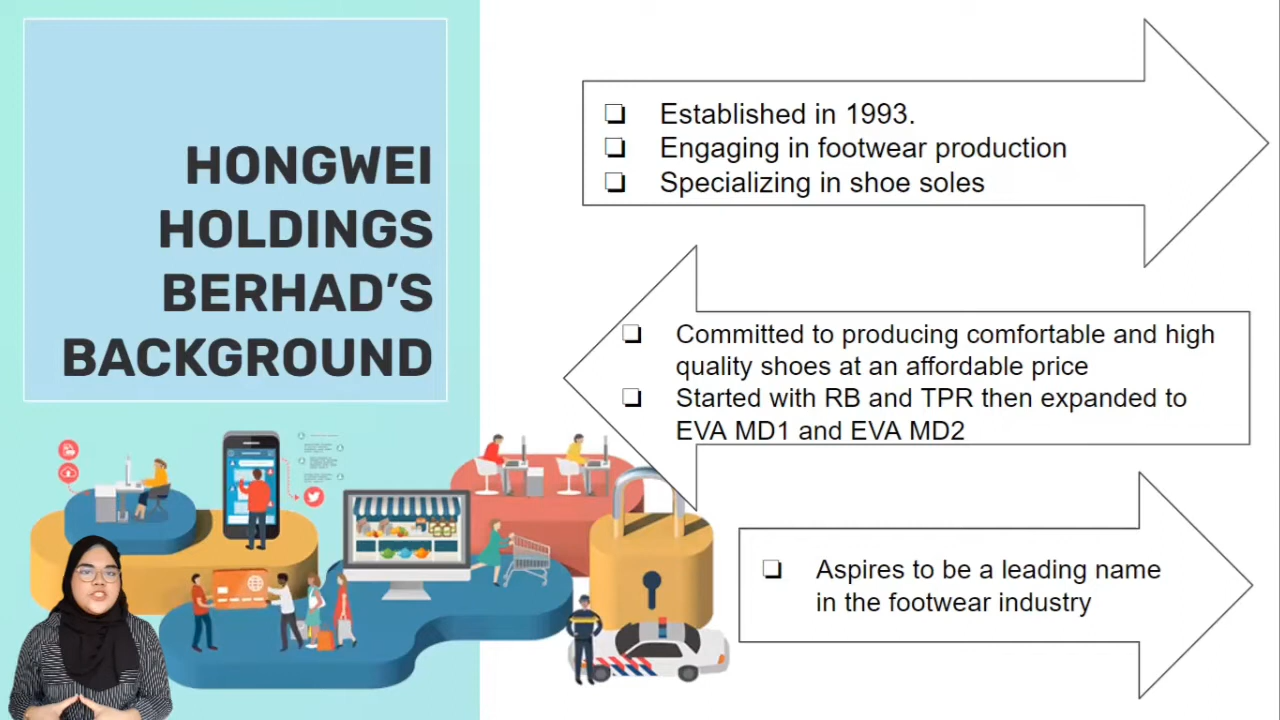 HONGWEI
HOLDINGS
BERHAD'S
BACKGROUND
❏ Established in 1993.
❏ Engaging in footwear production
❏ Specializing in shoe soles
❏ Committed to producing comfortable and high
quality shoes at an affordable price
❏ Started with RB and TPR then expanded to
EVA MD1 and EVA MD2
❏ Aspires to be a leading name
in the footwear industry